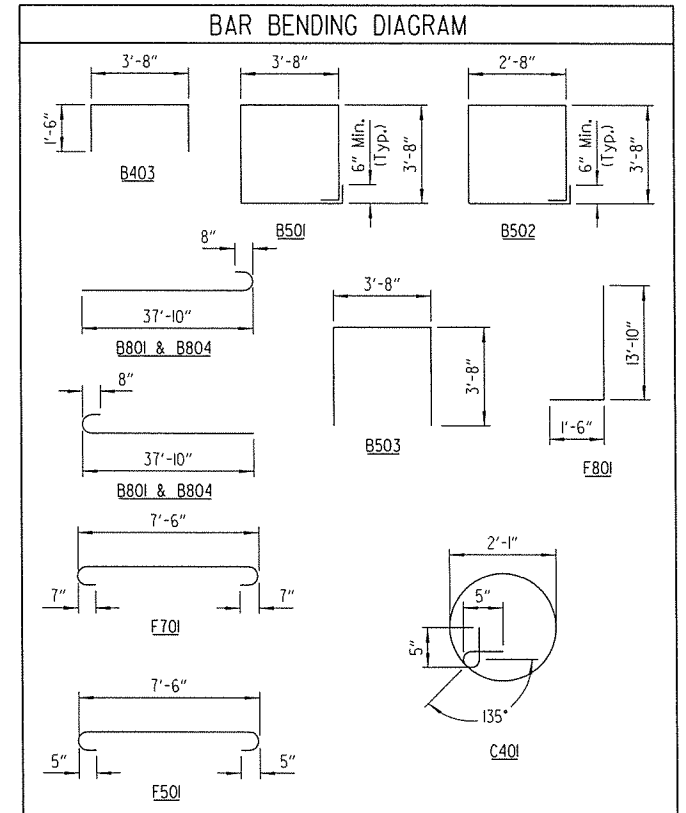 BAR BENDING DIAGRAM
3'-8"
1'-6"
B403
3'-8"
6" Min.
(Typ.)
3'-8"
B501
2'-8"
6" Min.
(Typ.)
3'-8"
B502
8"
37'-10"
B801 & B804
8"
37'-10"
B801 & B804
3'-8"
3'-8"
B503
13'-10"
1'-6"
F801
7'-6"
7"
7"
F701
2'-1"
5"
5"
135°
C401
7'-6"
5"
5"
F501